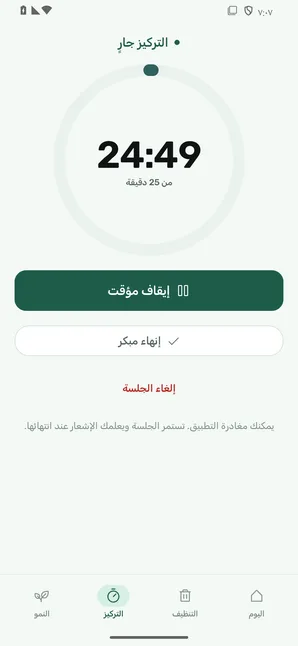 ٧:٠٧
التركيز جارٍ
24:49
من 25 دقيقة
إيقاف مؤقت
إنهاء مبكر
إلغاء الجلسة
يمكنك مغادرة التطبيق. تستمر الجلسة ويعلمك الإشعار عند انتهائها.
اليوم
التنظيف
التركيز
النمو